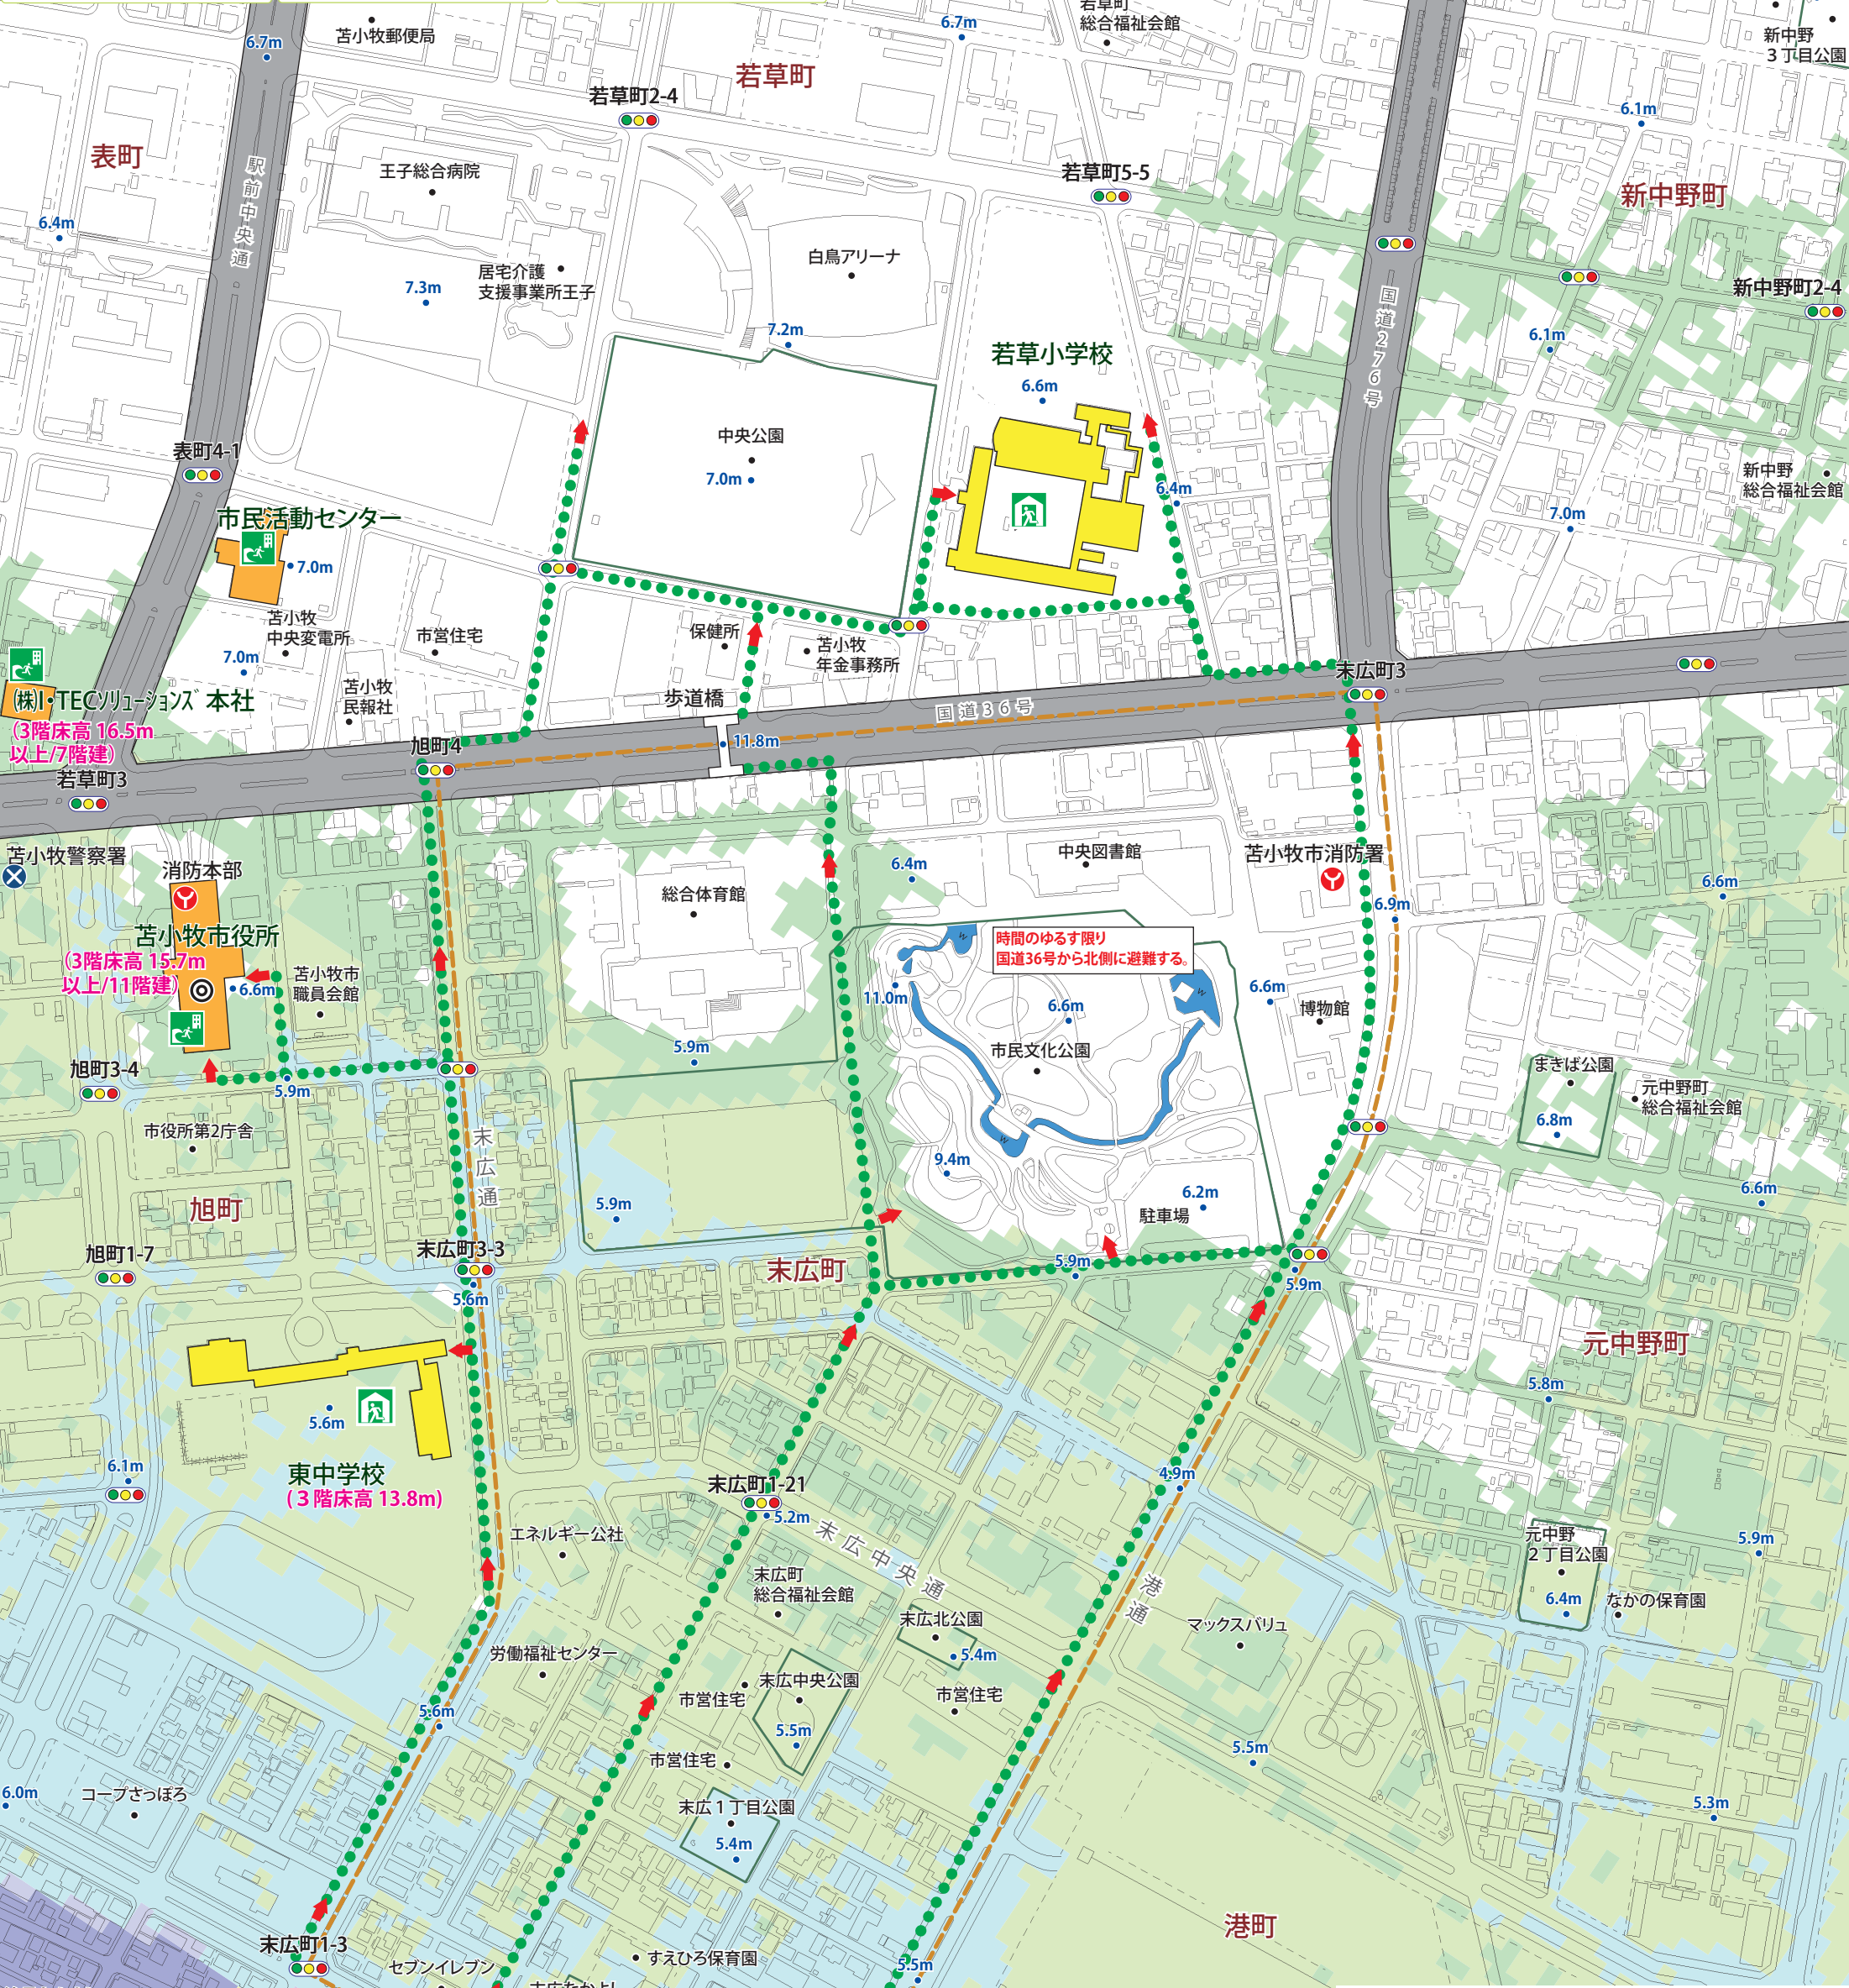 若草町
総合福祉会館
6.7m
苫小牧郵便局
6.7m
新中野
3丁目公園
若草町
若草町2-4
6.1m
表町
駅前中央通
王子総合病院
若草町5-5
新中野町
6.4m
白鳥アリーナ
居宅介護
支援事業所王子
7.3m
国道276号
新中野町2-4
7.2m
6.1m
若草小学校
6.6m
中央公園
7.0m
表町4-1
6.4m
新中野
総合福祉会館
市民活動センター
7.0m
7.0m
苫小牧
中央変電所
市営住宅
保健所
苫小牧
年金事務所
7.0m
(株)I・TECソリューションズ 本社
(3階床高 16.5m
以上/7階建)
苫小牧
民報社
歩道橋
国道36号
末広町3
旭町4
11.8m
若草町3
苫小牧警察署
消防本部
総合体育館
6.4m
中央図書館
苫小牧市消防署
6.9m
6.6m
苫小牧市役所
(3階床高 15.7m
以上/11階建)
6.6m
苫小牧市
職員会館
時間のゆるす限り
国道36号から北側に避難する。
11.0m
6.6m
6.6m
博物館
市民文化公園
5.9m
W
W
W
旭町3-4
5.9m
まきば公園
元中野町
総合福祉会館
6.8m
市役所第2庁舎
末広通
9.4m
旭町
5.9m
6.2m
駐車場
6.6m
旭町1-7
末広町3-3
5.6m
末広町
5.9m
5.9m
元中野町
5.8m
5.6m
東中学校
(3階床高 13.8m)
6.1m
末広町1-21
5.2m
4.9m
エネルギー公社
末広中央通
元中野
2丁目公園
5.9m
末広町
総合福祉会館
港通
6.4m
なかの保育園
末広北公園
5.4m
マックスバリュ
労働福祉センター
末広中央公園
市営住宅
市営住宅
5.5m
5.6m
5.5m
市営住宅
6.0m
コープさっぽろ
末広1丁目公園
5.4m
5.3m
港町
末広町1-3
セブンイレブン
すえひろ保育園
5.5m